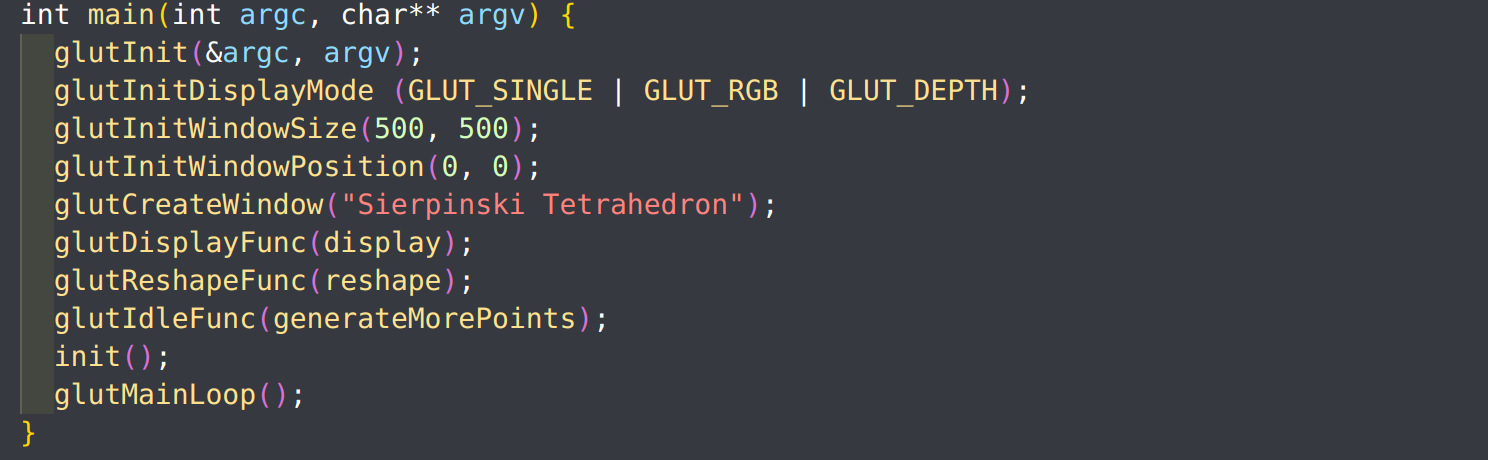 int main(int argc, char** argv) {
  glutInit(&argc, argv);
  glutInitDisplayMode (GLUT_SINGLE | GLUT_RGB | GLUT_DEPTH);
  glutInitWindowSize(500, 500);
  glutInitWindowPosition(0, 0);
  glutCreateWindow("Sierpinski Tetrahedron");
  glutDisplayFunc(display);
  glutReshapeFunc(reshape);
  glutIdleFunc(generateMorePoints);
  init();
  glutMainLoop();
}